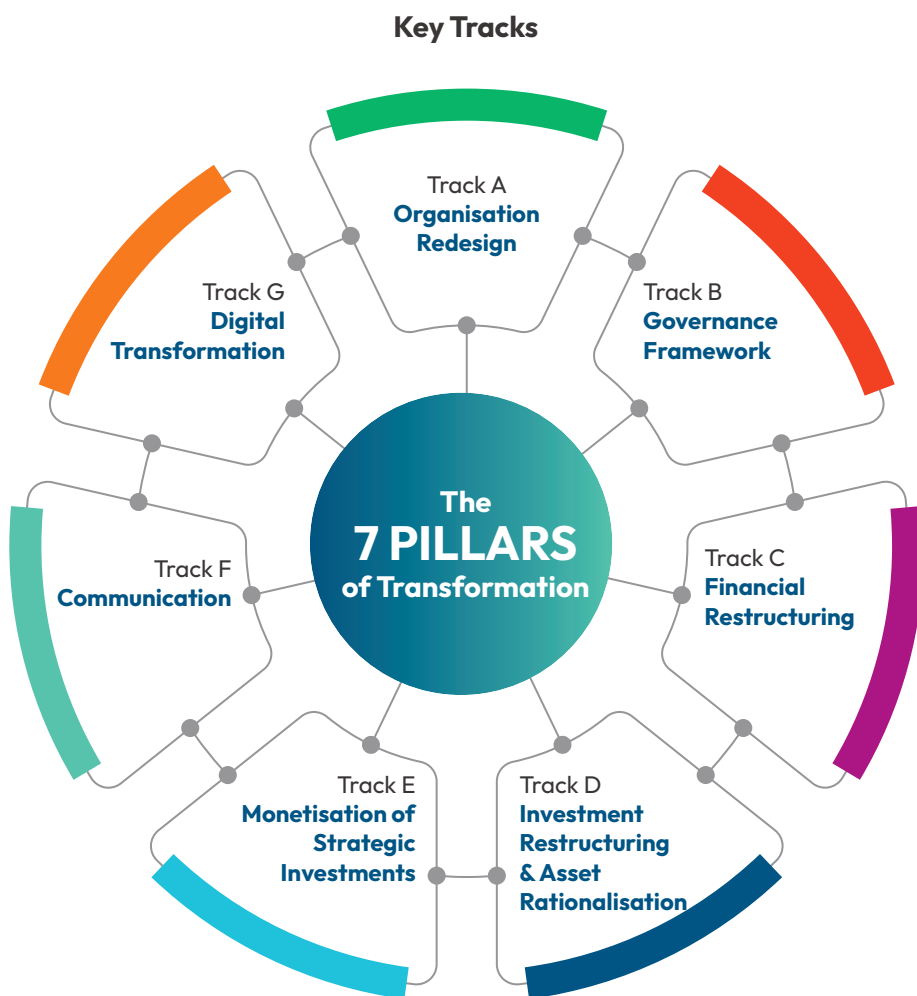 Key Tracks
Track A
Organisation
Redesign
Track B
Governance
Framework
Track C
Financial
Restructuring
Track D
Investment
Restructuring
& Asset
Rationalisation
Track E
Monetisation of
Strategic
Investments
Track F
Communication
Track G
Digital
Transformation
The
7 PILLARS
of Transformation